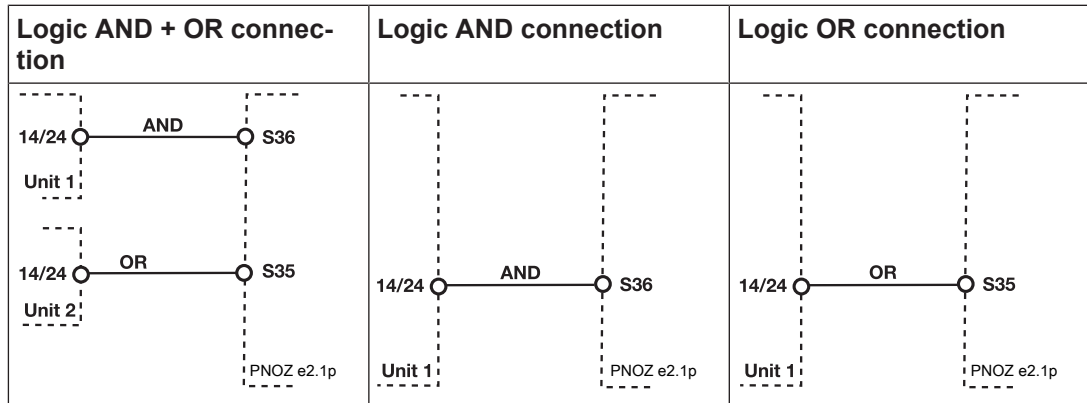 Logic AND + OR connec-
tion
Logic AND connection
Logic OR connection
14/24
AND
S36
Unit 1
14/24
OR
S35
Unit 2
PNOZ e2.1p
14/24
AND
S36
Unit 1
PNOZ e2.1p
14/24
OR
S35
Unit 1
PNOZ e2.1p